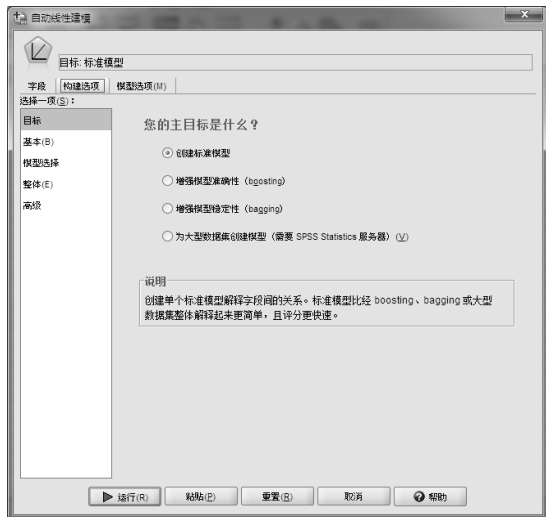 自动线性建模
目标: 标准模型
字段 构建选项 模型选项(M)
选择一项(S)：
目标
基本(B)
模型选择
整体(E)
高级
您的主目标是什么？
创建标准模型
增强模型准确性（boosting）
增强模型稳定性（bagging）
为大型数据集创建模型（需要 SPSS Statistics 服务器）(V)
说明
创建单个标准模型解释字段间的关系。标准模型比经 boosting、bagging 或大型
数据集整体解释起来更简单，且评分更快速。
运行(R) 粘贴(P) 重置(R) 取消 帮助